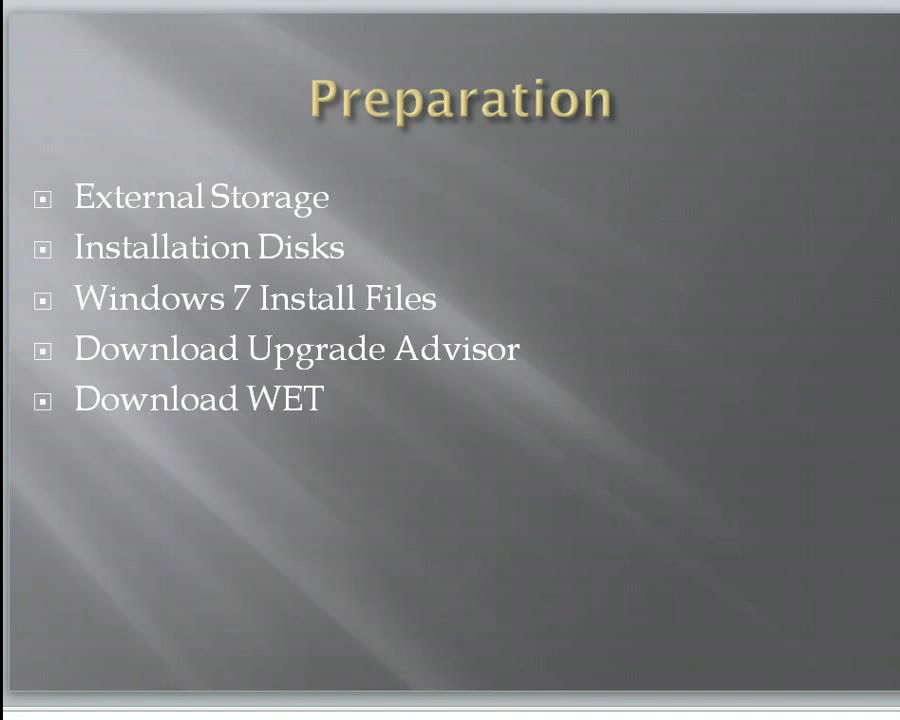 Preparation
External Storage
Installation Disks
Windows 7 Install Files
Download Upgrade Advisor
Download WET